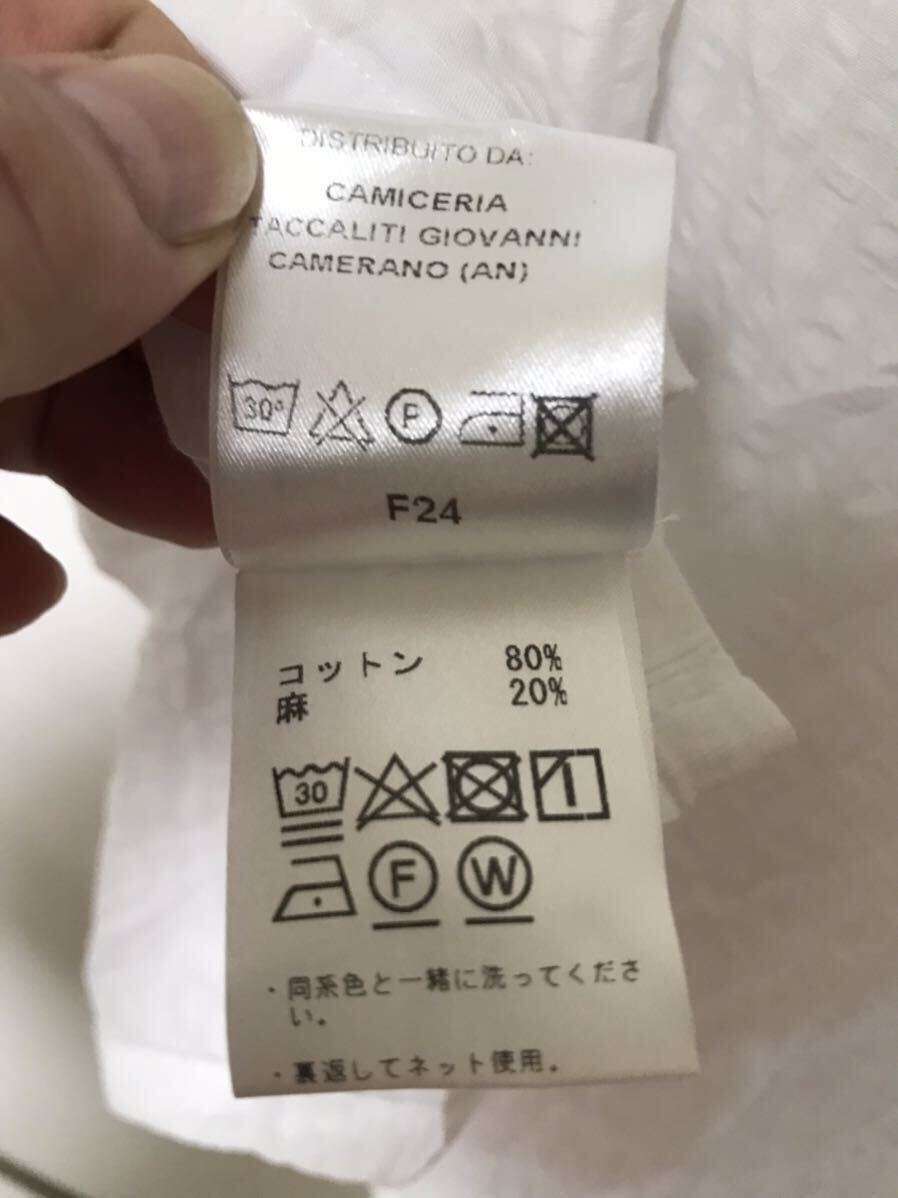 DISTRIBUITO DA:
CAMICERIA
TACCALITI GIOVANNI
CAMERANO (AN)
30° P
F24
コットン 80%
麻 20%
30
F W
・同系色と一緒に洗ってくださ
い。
・裏返してネット使用。